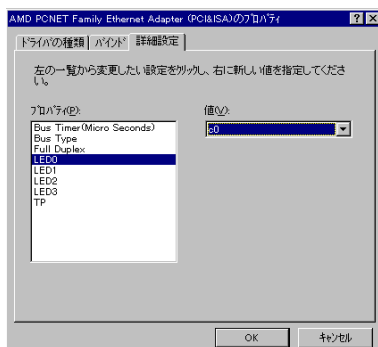 AMD PCNET Family Ethernet Adapter (PCI&ISA)のﾌﾟﾛﾊﾟﾃｨ
ﾄﾞﾗｲﾊﾞの種類 ﾊﾞｲﾝﾄﾞ 詳細設定
左の一覧から変更したい設定をｸﾘｯｸし、右に新しい値を指定してくださ
い。
ﾌﾟﾛﾊﾟﾃｨ(P): 値(V):
Bus Timer(Micro Seconds) c0
Bus Type
Full Duplex
LED0
LED1
LED2
LED3
TP
OK ｷｬﾝｾﾙ